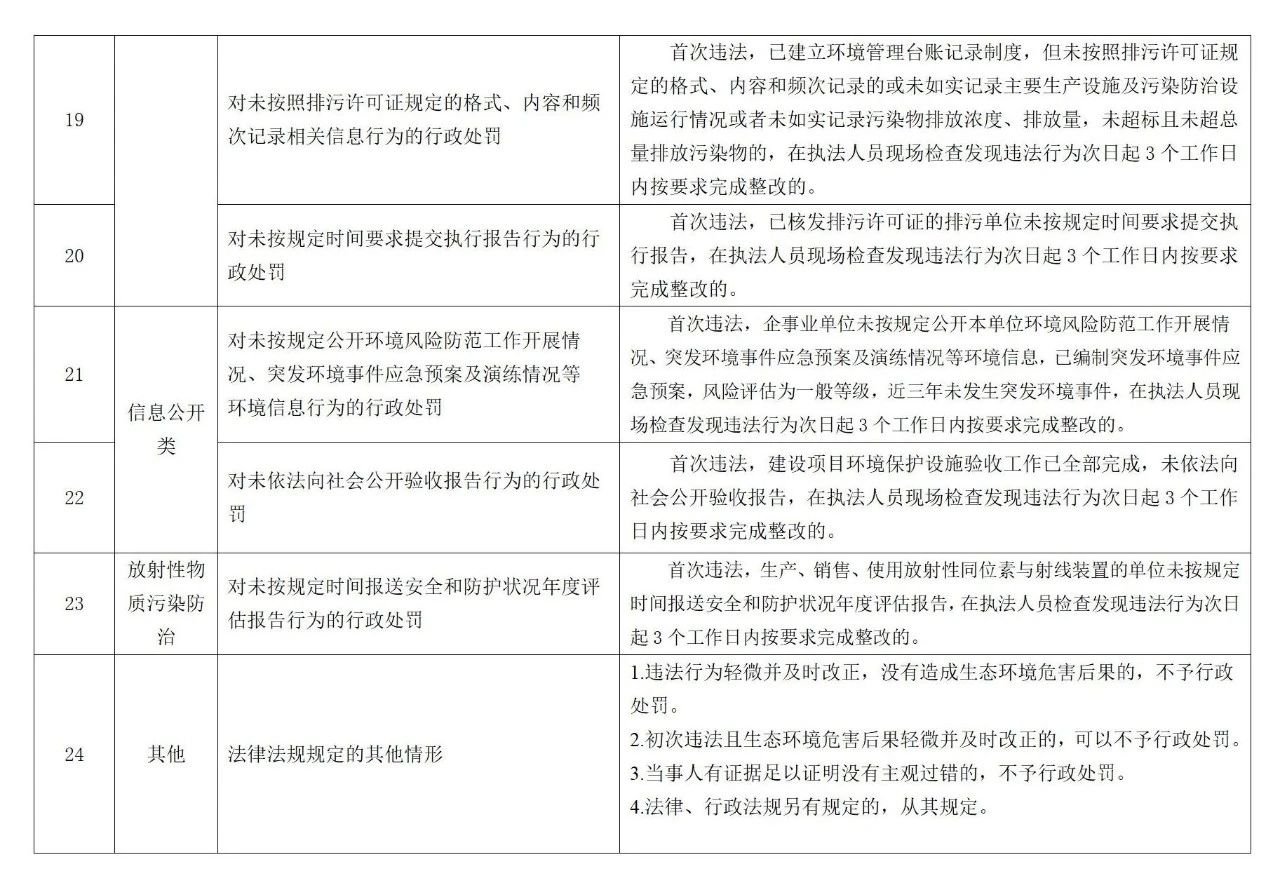 19
对未按照排污许可证规定的格式、内容和频
次记录相关信息行为的行政处罚
首次违法，已建立环境管理台账记录制度，但未按照排污许可证规
定的格式、内容和频次记录的或未如实记录主要生产设施及污染防治设
施运行情况或者未如实记录污染物排放浓度、排放量，未超标且未超总
量排放污染物的，在执法人员现场检查发现违法行为次日起3个工作日
内按要求完成整改的。
20
对未按规定时间要求提交执行报告行为的行
政处罚
首次违法，已核发排污许可证的排污单位未按规定时间要求提交执
行报告，在执法人员现场检查发现违法行为次日起3个工作日内按要求
完成整改的。
21
信息公开
类
对未按规定公开环境风险防范工作开展情
况、突发环境事件应急预案及演练情况等
环境信息行为的行政处罚
首次违法，企事业单位未按规定公开本单位环境风险防范工作开展情
况、突发环境事件应急预案及演练情况等环境信息，已编制突发环境事件应
急预案，风险评估为一般等级，近三年未发生突发环境事件，在执法人员现
场检查发现违法行为次日起3个工作日内按要求完成整改的。
22
对未依法向社会公开验收报告行为的行政处
罚
首次违法，建设项目环境保护设施验收工作已全部完成，未依法向
社会公开验收报告，在执法人员现场检查发现违法行为次日起3个工作
日内按要求完成整改的。
23
放射性物
质污染防
治
对未按规定时间报送安全和防护状况年度评
估报告行为的行政处罚
首次违法，生产、销售、使用放射性同位素与射线装置的单位未按规定
时间报送安全和防护状况年度评估报告，在执法人员检查发现违法行为次日
起3个工作日内按要求完成整改的。
24
其他
法律法规规定的其他情形
1.违法行为轻微并及时改正，没有造成生态环境危害后果的，不予行政
处罚。
2.初次违法且生态环境危害后果轻微并及时改正的，可以不予行政处罚。
3.当事人有证据足以证明没有主观过错的，不予行政处罚。
4.法律、行政法规另有规定的，从其规定。